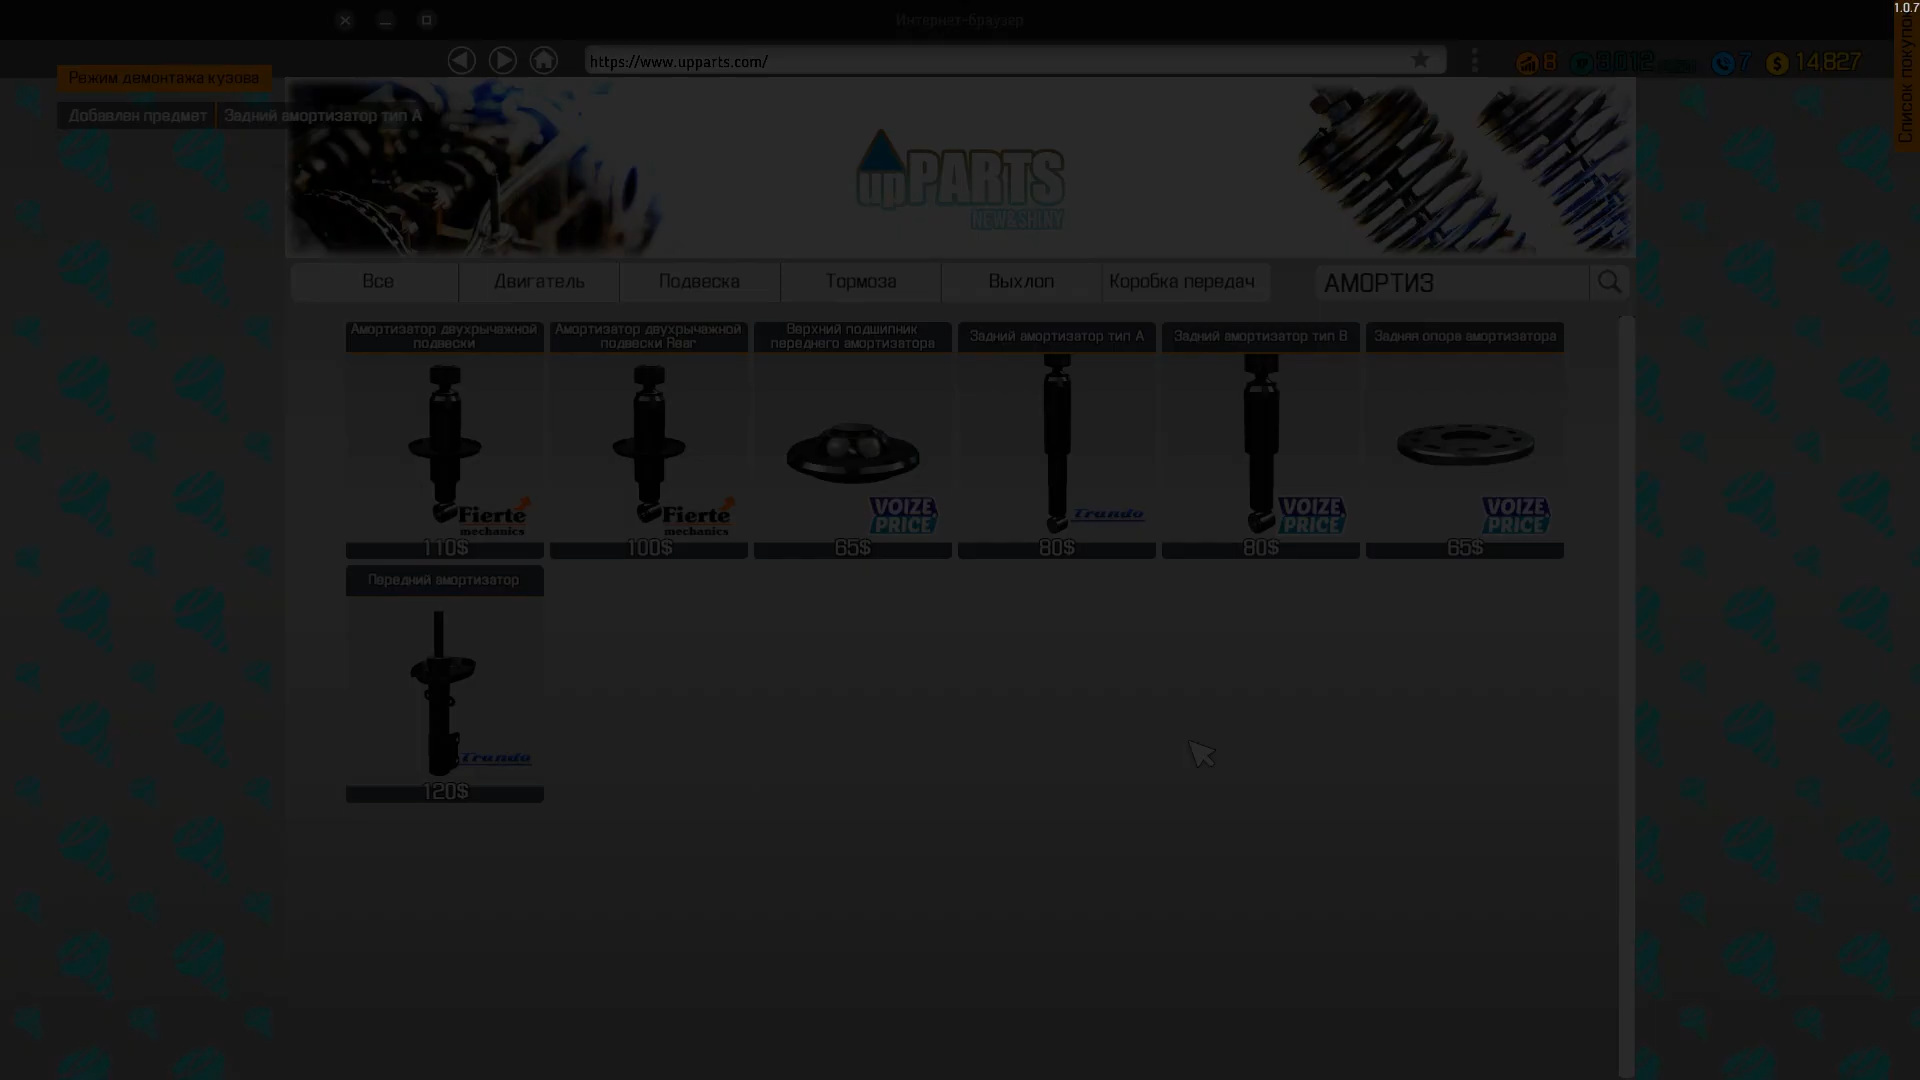 1.0.7
Интернет-браузер
https://www.upparts.com/
8
7
14,827
Список покупок
Режим демонтажа кузова
Добавлен предмет
Задний амортизатор тип A
upPARTS
NEW&SHINY
Все
Двигатель
Подвеска
Тормоза
Выхлоп
Коробка передач
АМОРТИЗ
Амортизатор двухрычажной
подвески
Fierte
mechanics
110$
Амортизатор двухрычажной
подвески Rear
Fierte
mechanics
100$
Верхний подшипник
переднего амортизатора
VOIZE
PRICE
65$
Задний амортизатор тип A
Trando
80$
Задний амортизатор тип B
VOIZE
PRICE
80$
Задняя опора амортизатора
VOIZE
PRICE
65$
Передний амортизатор
Trando
120$